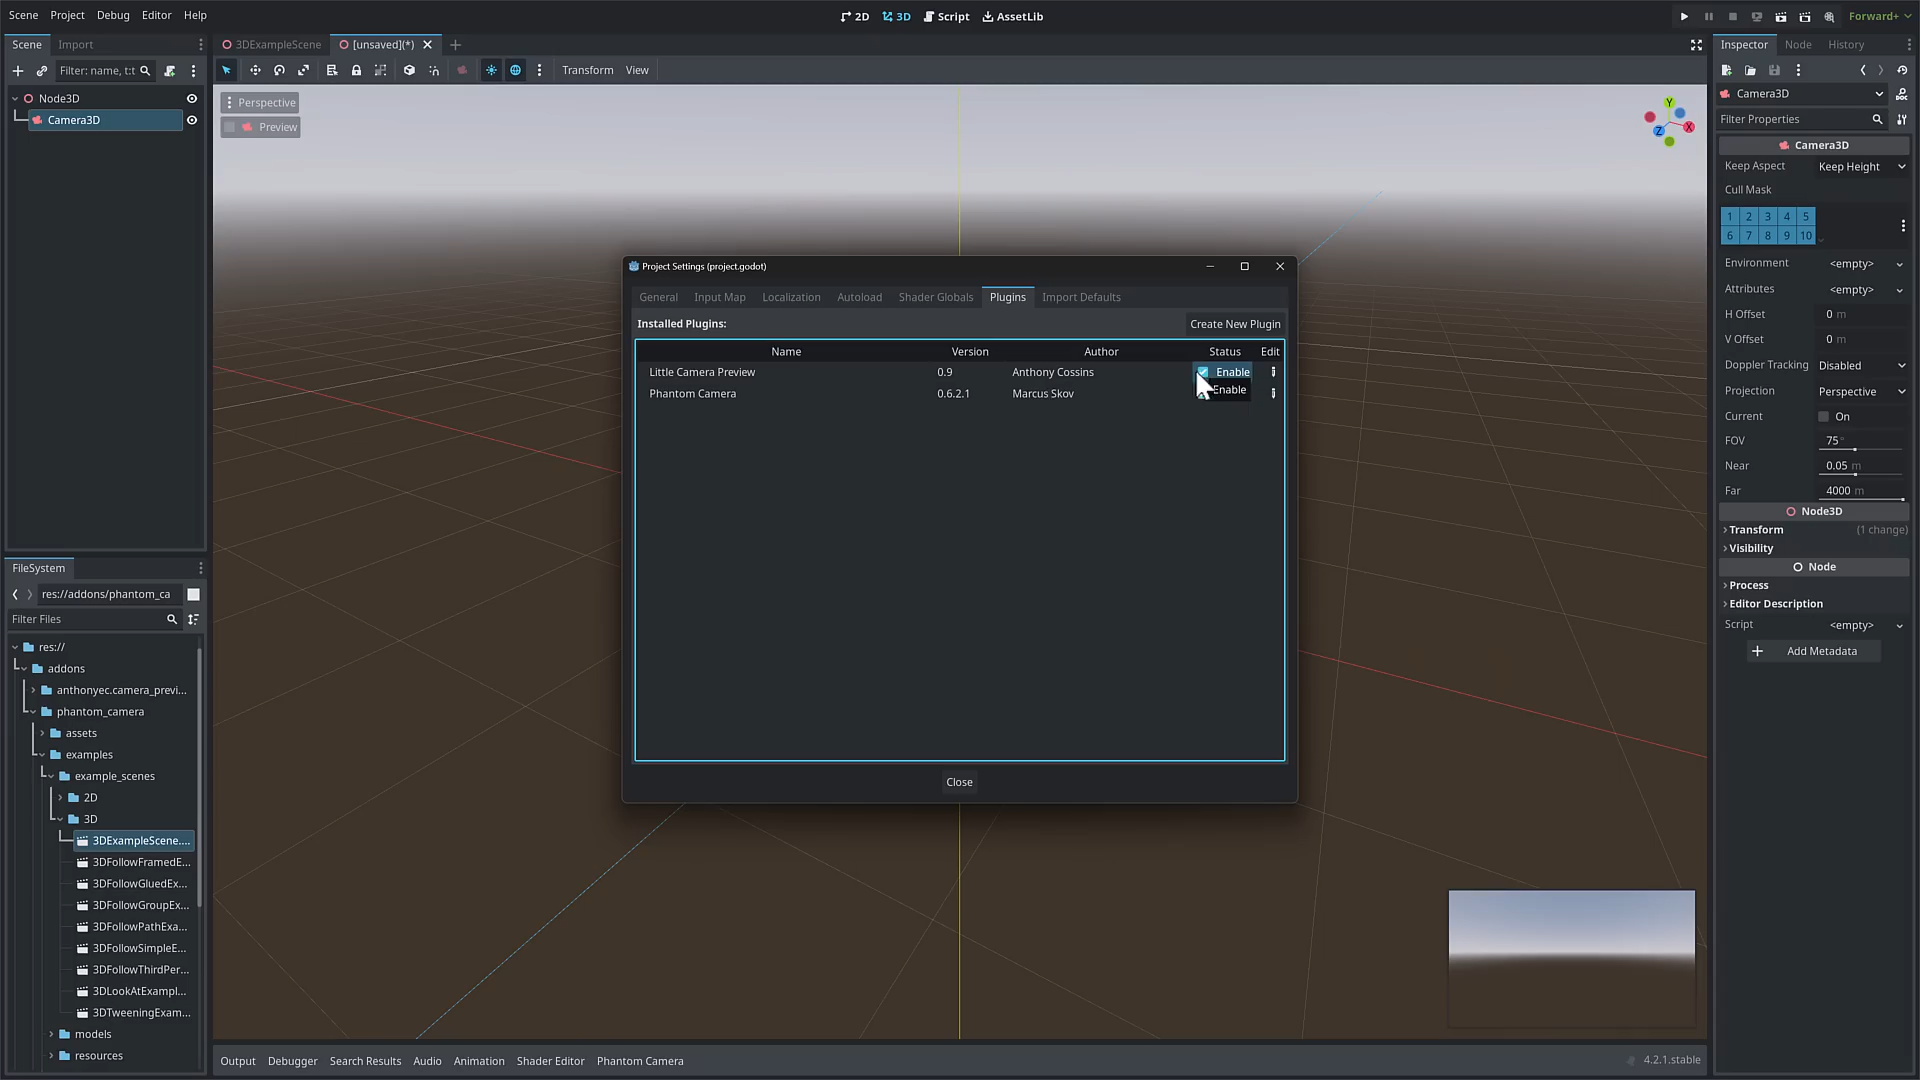 Scene Project Debug Editor Help
2D 3D Script AssetLib
Forward+
Scene Import
3DExampleScene [unsaved](*)
Inspector Node History
Filter: name, t:t
Transform View
Node3D
Camera3D
Perspective
Preview
Y
X
Z
Camera3D
Filter Properties
Camera3D
Keep Aspect Keep Height
Cull Mask
1 2 3 4 5
6 7 8 9 10
Environment <empty>
Attributes <empty>
H Offset 0 m
V Offset 0 m
Doppler Tracking Disabled
Projection Perspective
Current On
FOV 75 °
Near 0.05 m
Far 4000 m
Node3D
Transform (1 change)
Visibility
Node
Process
Editor Description
Script <empty>
Add Metadata
Project Settings (project.godot)
General Input Map Localization Autoload Shader Globals Plugins Import Defaults
Installed Plugins: Create New Plugin
Name Version Author Status Edit
Little Camera Preview 0.9 Anthony Cossins Enable
Phantom Camera 0.6.2.1 Marcus Skov Enable
Close
FileSystem
res://addons/phantom_ca
Filter Files
res://
addons
anthonyec.camera_previ...
phantom_camera
assets
examples
example_scenes
2D
3D
3DExampleScene....
3DFollowFramedE...
3DFollowGluedEx...
3DFollowGroupEx...
3DFollowPathExa...
3DFollowSimpleE...
3DFollowThirdPer...
3DLookAtExampl...
3DTweeningExam...
models
resources
Output Debugger Search Results Audio Animation Shader Editor Phantom Camera
4.2.1.stable